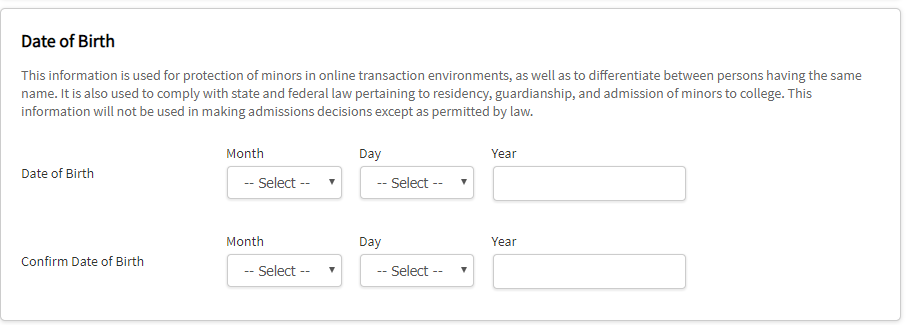 Date of Birth
This information is used for protection of minors in online transaction environments, as well as to differentiate between persons having the same
name. It is also used to comply with state and federal law pertaining to residency, guardianship, and admission of minors to college. This
information will not be used in making admissions decisions except as permitted by law.
Month Day Year
Date of Birth -- Select -- -- Select --
Month Day Year
Confirm Date of Birth -- Select -- -- Select --